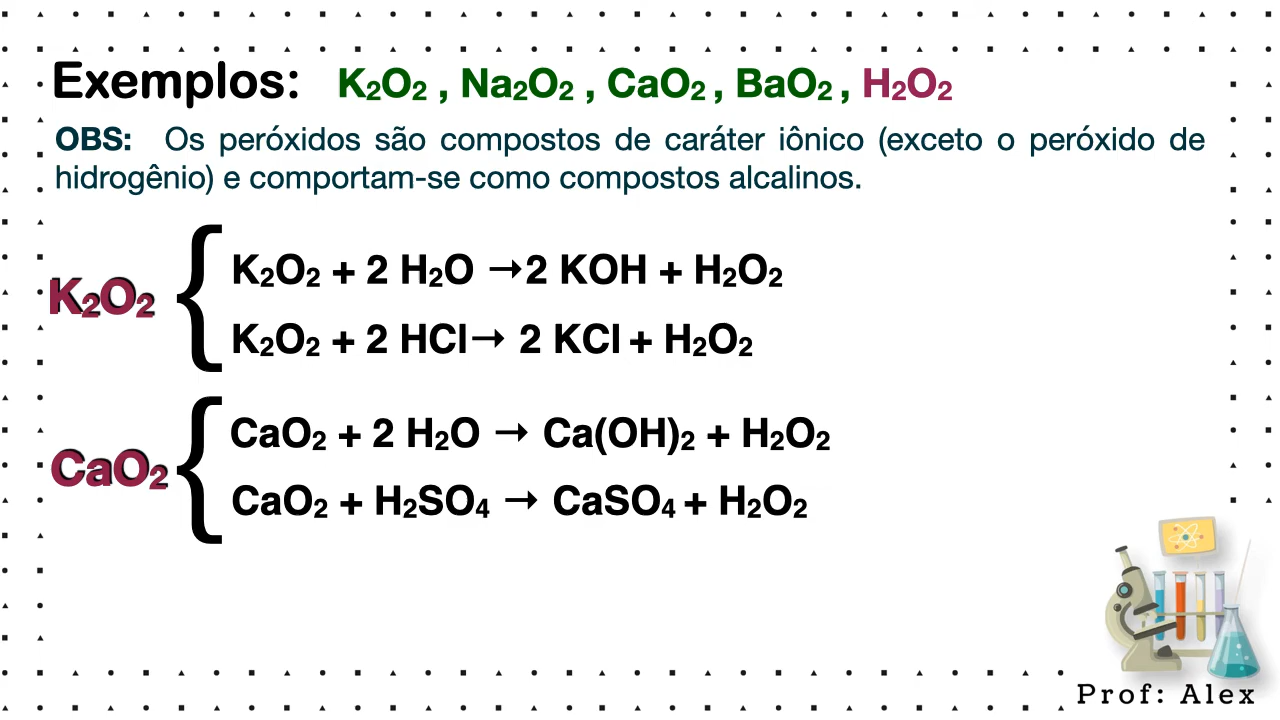 Exemplos: K₂O₂ , Na₂O₂ , CaO₂ , BaO₂ , H₂O₂
OBS: Os peróxidos são compostos de caráter iônico (exceto o peróxido de
hidrogênio) e comportam-se como compostos alcalinos.
K₂O₂
K₂O₂ + 2 H₂O →2 KOH + H₂O₂
K₂O₂ + 2 HCl→ 2 KCl + H₂O₂
CaO₂
CaO₂ + 2 H₂O → Ca(OH)₂ + H₂O₂
CaO₂ + H₂SO₄ → CaSO₄ + H₂O₂
Prof: Alex